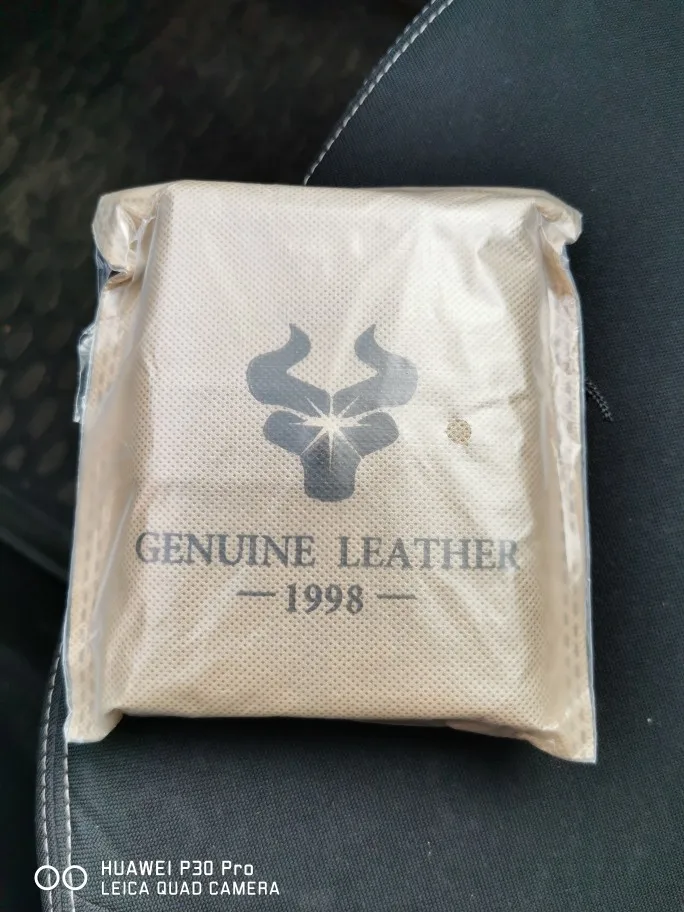 GENUINE LEATHER
— 1998 —
HUAWEI P30 Pro
LEICA QUAD CAMERA